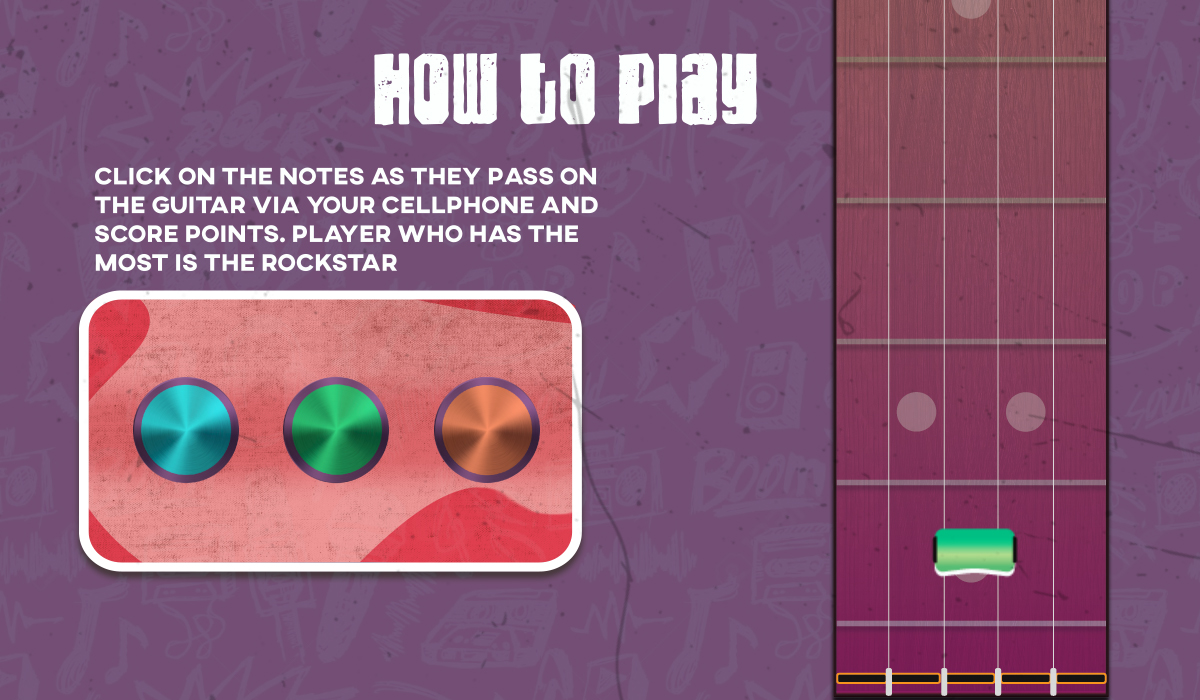 How to Play
CLICK ON THE NOTES AS THEY PASS ON
THE GUITAR VIA YOUR CELLPHONE AND
SCORE POINTS. PLAYER WHO HAS THE
MOST IS THE ROCKSTAR
BOOM